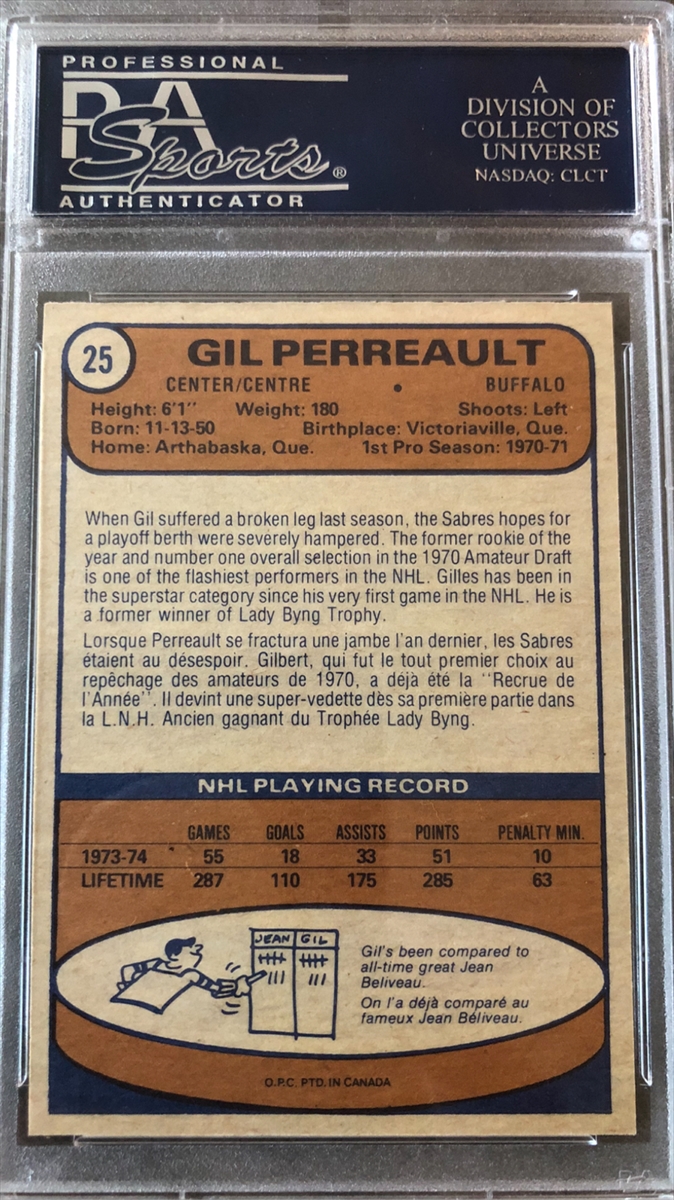 PROFESSIONAL
PSA
Sports®
AUTHENTICATOR
A
DIVISION OF
COLLECTORS
UNIVERSE
NASDAQ: CLCT
25
GIL PERREAULT
CENTER/CENTRE • BUFFALO
Height: 6'1'' Weight: 180 Shoots: Left
Born: 11-13-50 Birthplace: Victoriaville, Que.
Home: Arthabaska, Que. 1st Pro Season: 1970-71
When Gil suffered a broken leg last season, the Sabres hopes for
a playoff berth were severely hampered. The former rookie of the
year and number one overall selection in the 1970 Amateur Draft
is one of the flashiest performers in the NHL. Gilles has been in
the superstar category since his very first game in the NHL. He is
a former winner of Lady Byng Trophy.
Lorsque Perreault se fractura une jambe l'an dernier, les Sabres
étaient au désespoir. Gilbert, qui fut le tout premier choix au
repêchage des amateurs de 1970, a déjà été la ''Recrue de
l'Année''. Il devint une super-vedette dès sa première partie dans
la L.N.H. Ancien gagnant du Trophée Lady Byng.
NHL PLAYING RECORD
GAMES GOALS ASSISTS POINTS PENALTY MIN.
1973-74 55 18 33 51 10
LIFETIME 287 110 175 285 63
JEAN GIL
Gil's been compared to
all-time great Jean
Beliveau.
On l'a déjà comparé au
fameux Jean Béliveau.
O.P.C. PTD. IN CANADA